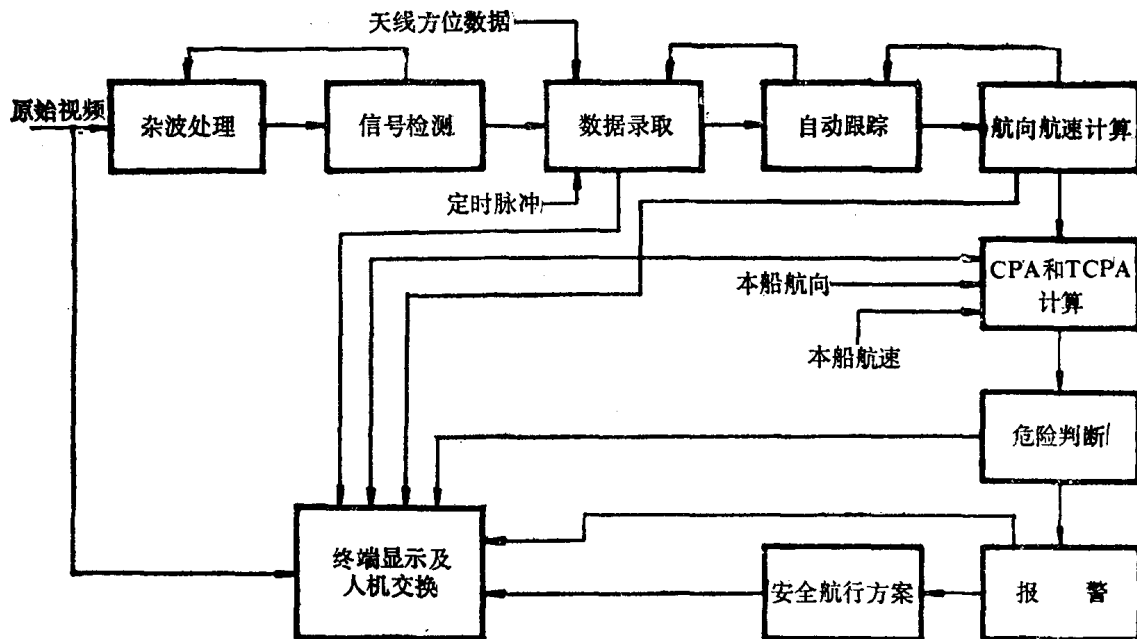 天线方位数据
原始视频
杂波处理
信号检测
数据录取
自动跟踪
航向航速计算
定时脉冲
CPA和TCPA
计算
本船航向
本船航速
危险判断
终端显示及
人机交换
安全航行方案
报 警